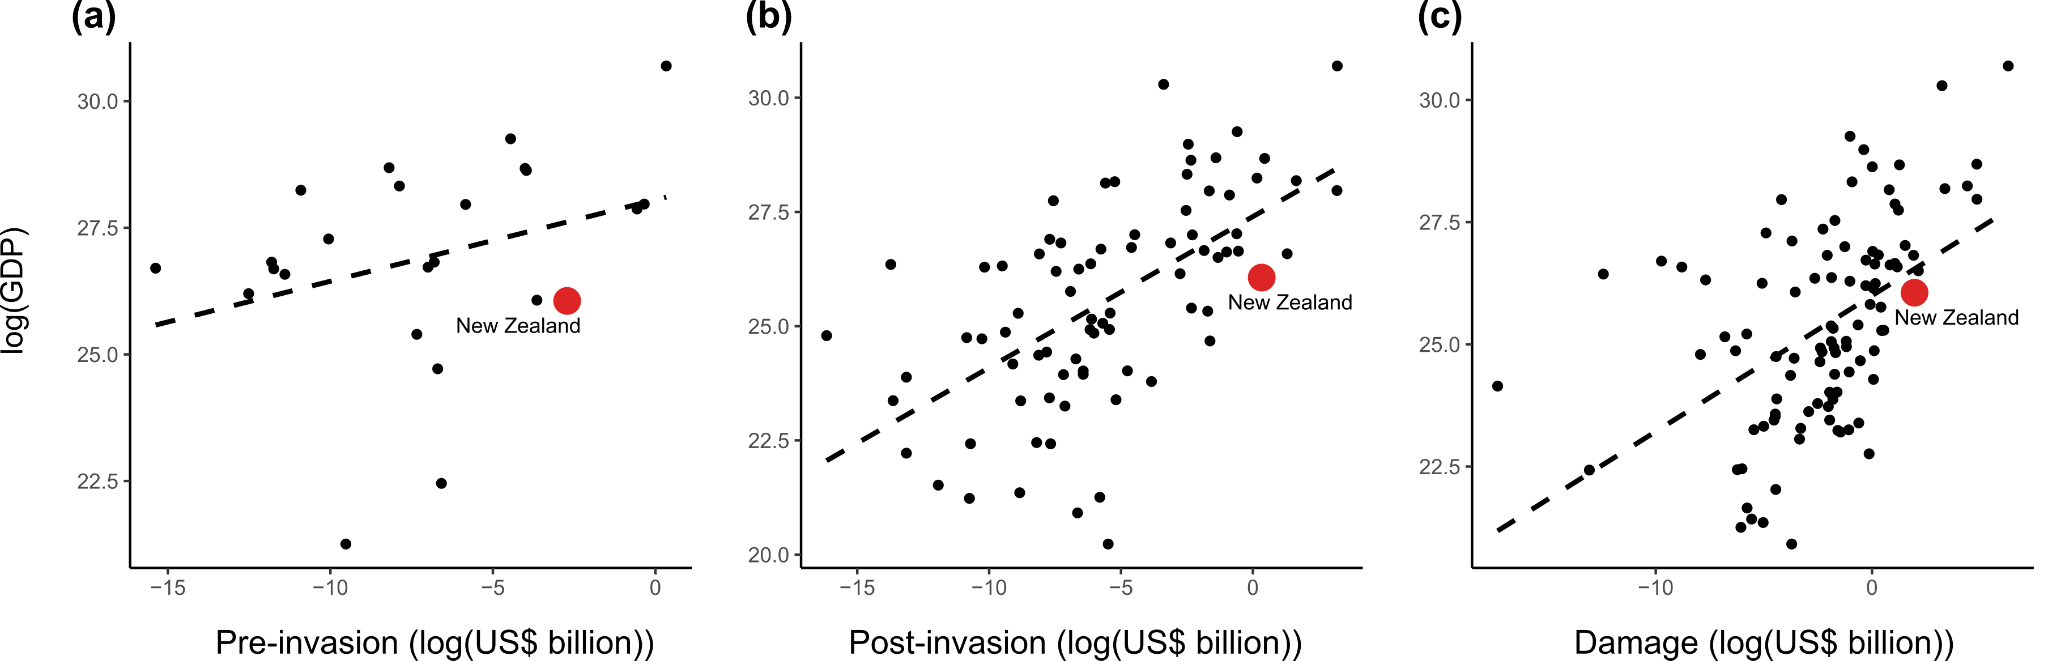 (a)
(b)
(c)
log(GDP)
30.0
27.5
25.0
22.5
−15
−10
−5
0
New Zealand
Pre-invasion (log(US$ billion))
30.0
27.5
25.0
22.5
20.0
−15
−10
−5
0
New Zealand
Post-invasion (log(US$ billion))
30.0
27.5
25.0
22.5
−10
0
New Zealand
Damage (log(US$ billion))